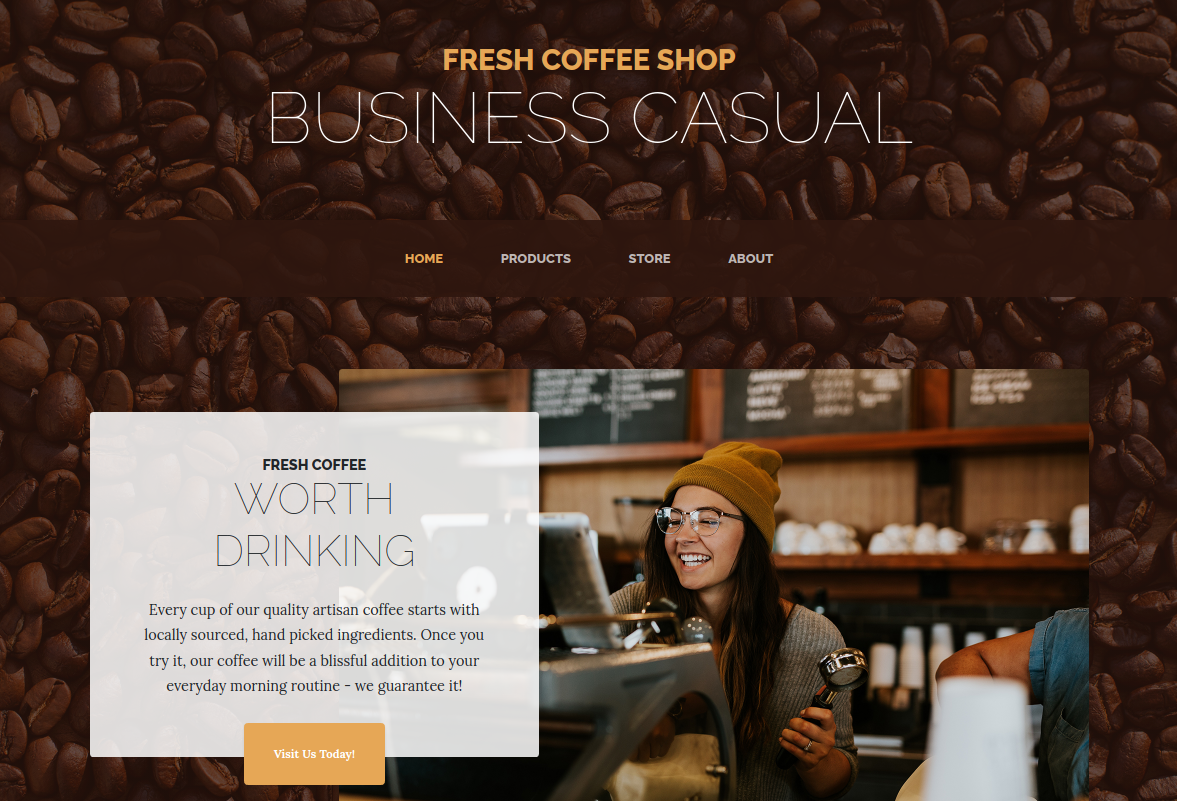 FRESH COFFEE SHOP
BUSINESS CASUAL
HOME PRODUCTS STORE ABOUT
FRESH COFFEE
WORTH
DRINKING
Every cup of our quality artisan coffee starts with
locally sourced, hand picked ingredients. Once you
try it, our coffee will be a blissful addition to your
everyday morning routine - we guarantee it!
Visit Us Today!